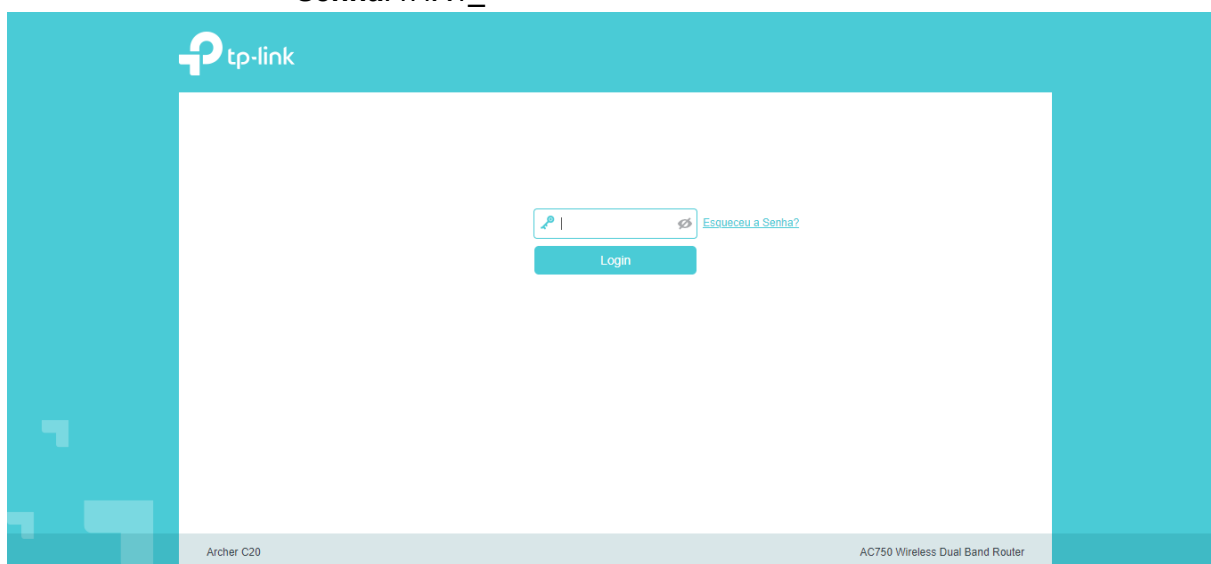 tp-link
Esqueceu a Senha?
Login
Archer C20
AC750 Wireless Dual Band Router